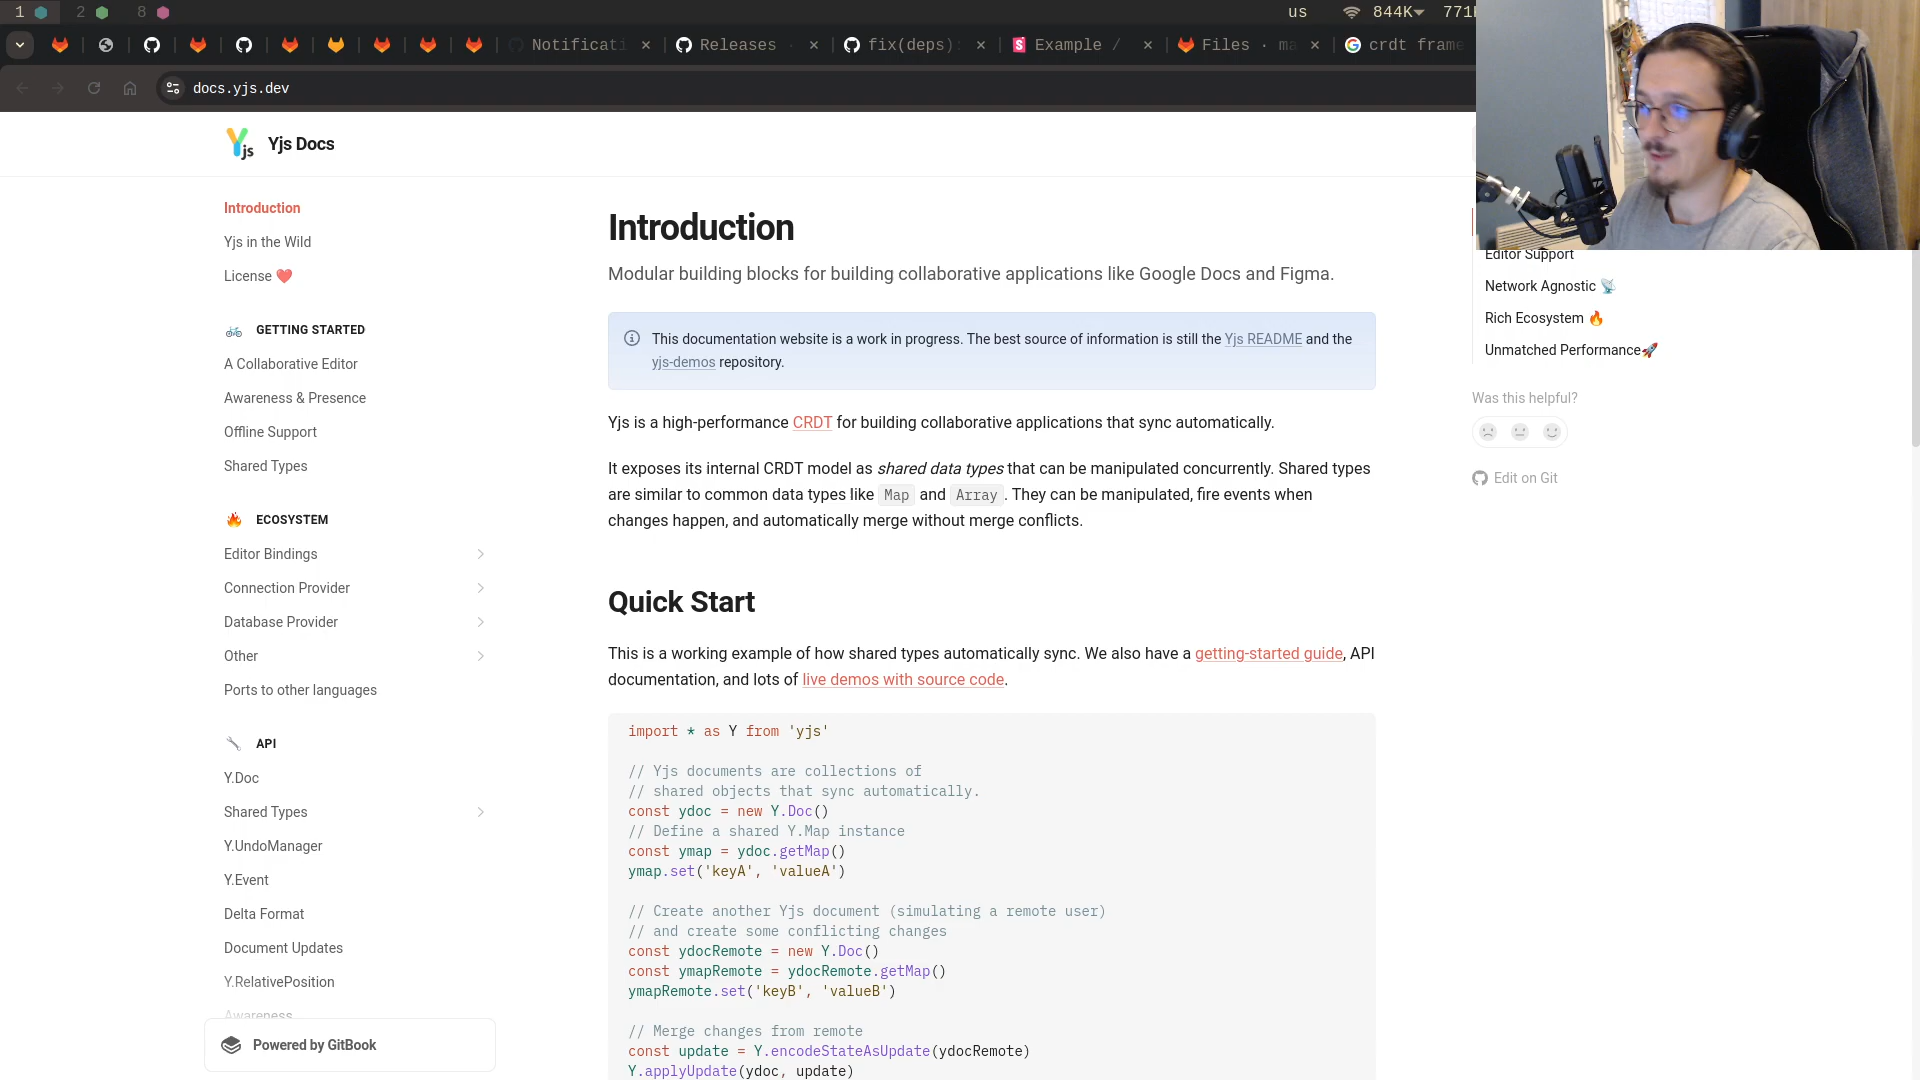 1
2
8
us
844K
771
Notificati
Releases
fix(deps):
Example /
Files · ma
crdt frame
docs.yjs.dev
Yjs Docs
Introduction
Yjs in the Wild
License ❤️
GETTING STARTED
A Collaborative Editor
Awareness & Presence
Offline Support
Shared Types
ECOSYSTEM
Editor Bindings
Connection Provider
Database Provider
Other
Ports to other languages
API
Y.Doc
Shared Types
Y.UndoManager
Y.Event
Delta Format
Document Updates
Y.RelativePosition
Awareness
Powered by GitBook
Introduction
Modular building blocks for building collaborative applications like Google Docs and Figma.
This documentation website is a work in progress. The best source of information is still the Yjs README and the
yjs-demos repository.
Yjs is a high-performance CRDT for building collaborative applications that sync automatically.
It exposes its internal CRDT model as shared data types that can be manipulated concurrently. Shared types
are similar to common data types like Map and Array. They can be manipulated, fire events when
changes happen, and automatically merge without merge conflicts.
Quick Start
This is a working example of how shared types automatically sync. We also have a getting-started guide, API
documentation, and lots of live demos with source code.
import * as Y from 'yjs'
// Yjs documents are collections of
// shared objects that sync automatically.
const ydoc = new Y.Doc()
// Define a shared Y.Map instance
const ymap = ydoc.getMap()
ymap.set('keyA', 'valueA')
// Create another Yjs document (simulating a remote user)
// and create some conflicting changes
const ydocRemote = new Y.Doc()
const ymapRemote = ydocRemote.getMap()
ymapRemote.set('keyB', 'valueB')
// Merge changes from remote
const update = Y.encodeStateAsUpdate(ydocRemote)
Y.applyUpdate(ydoc, update)
Editor Support
Network Agnostic 📡
Rich Ecosystem 🔥
Unmatched Performance🚀
Was this helpful?
Edit on Git